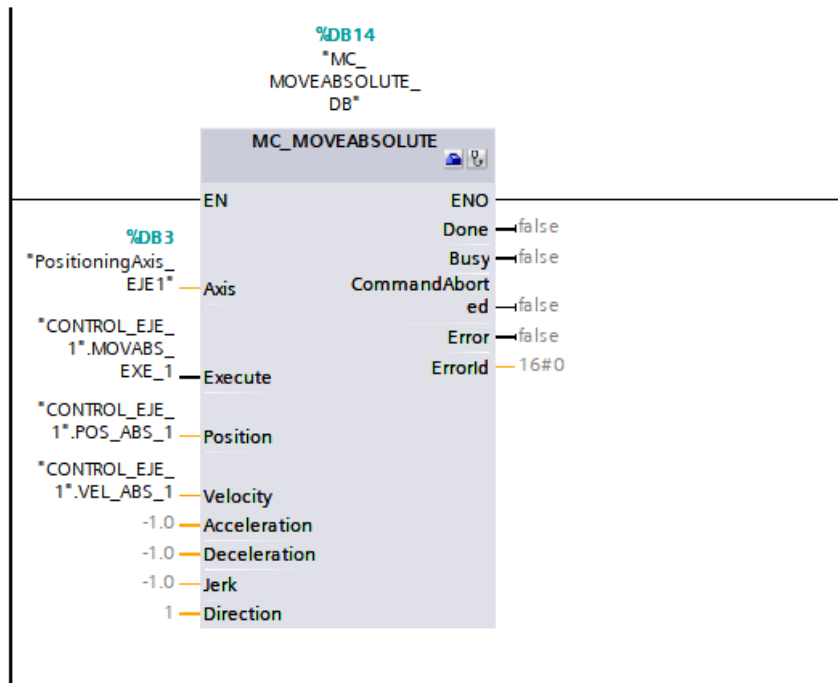 %DB14
"MC_
MOVEABSOLUTE_
DB"
MC_MOVEABSOLUTE
EN
ENO
Done
false
%DB3
"PositioningAxis_
EJE1"
Axis
Busy
false
CommandAbort
ed
false
"CONTROL_EJE_
1".MOVABS_
EXE_1
Execute
Error
false
ErrorId
16#0
"CONTROL_EJE_
1".POS_ABS_1
Position
"CONTROL_EJE_
1".VEL_ABS_1
Velocity
-1.0
Acceleration
-1.0
Deceleration
-1.0
Jerk
1
Direction